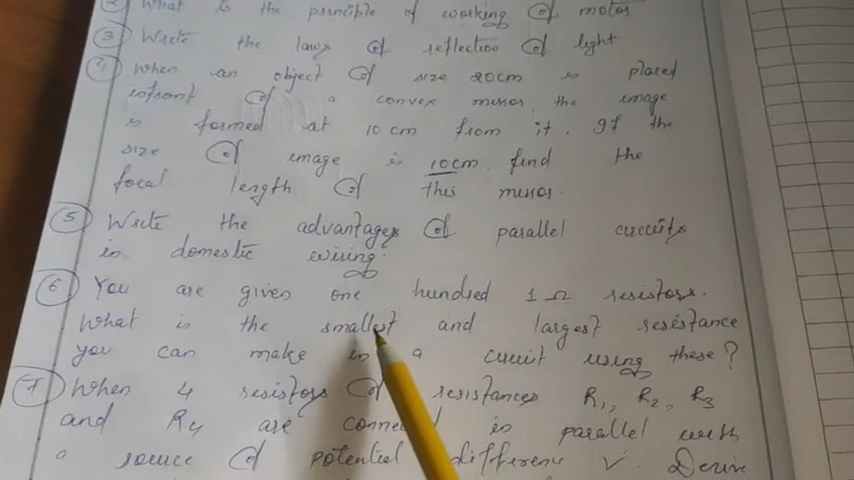 ② What is the principle of working of motor
③ Write the laws of reflection of light
④ When an object of size 20cm is placed
infront of a convex mirror the image
is formed at 10 cm from it. If the
size of image is 10cm find the
focal length of this mirror.
⑤ Write the advantages of parallel circuits
in domestic wiring.
⑥ You are given one hundred 1 Ω resistors.
What is the smallest and largest resistance
you can make in a circuit using these?
⑦ When 4 resistors of resistances R1, R2, R3
and R4 are connected in parallel with
a source of potential difference V. Derive